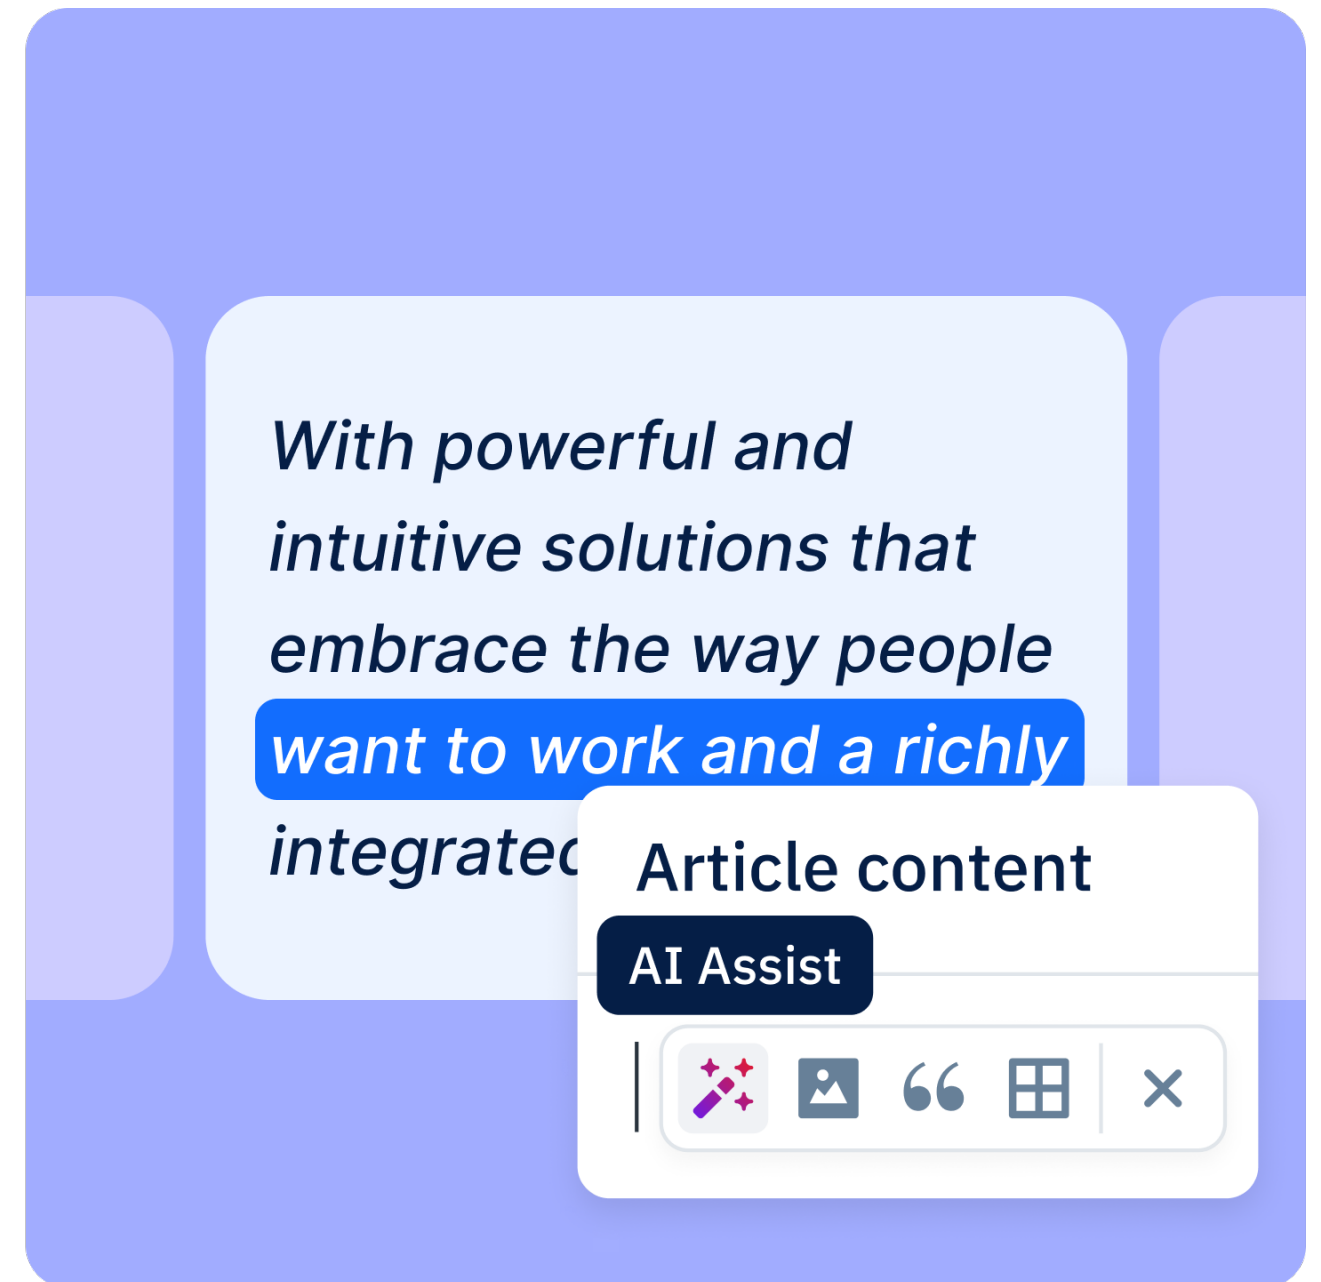 With powerful and
intuitive solutions that
embrace the way people
want to work and a richly
Article content
AI Assist